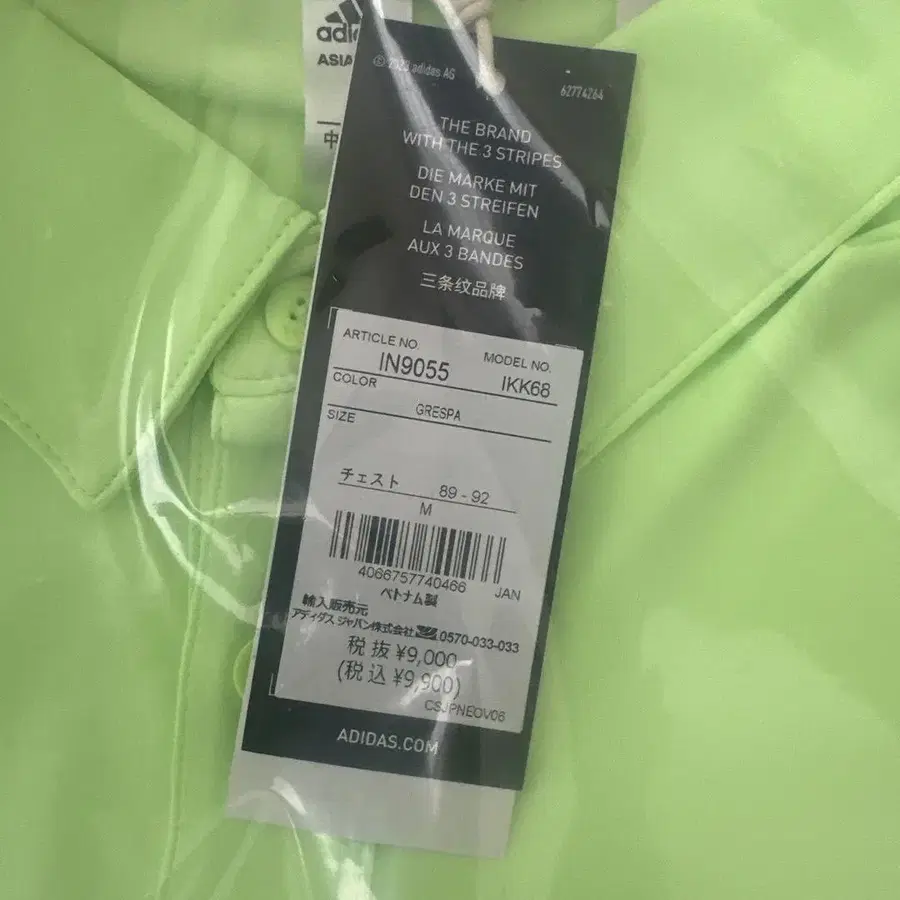 adi
ASIA
中
© 2023 adidas AG
62774264
THE BRAND
WITH THE 3 STRIPES
DIE MARKE MIT
DEN 3 STREIFEN
LA MARQUE
AUX 3 BANDES
三条纹品牌
ARTICLE NO. MODEL NO.
IN9055 IKK68
COLOR
GRESPA
SIZE
チェスト 89 - 92
M
4066757740466 JAN
ベトナム製
輸入販売元
アディダス ジャパン株式会社 0570-033-033
税抜 ¥9,000
(税込 ¥9,900)
CSJPNEOV06
ADIDAS.COM